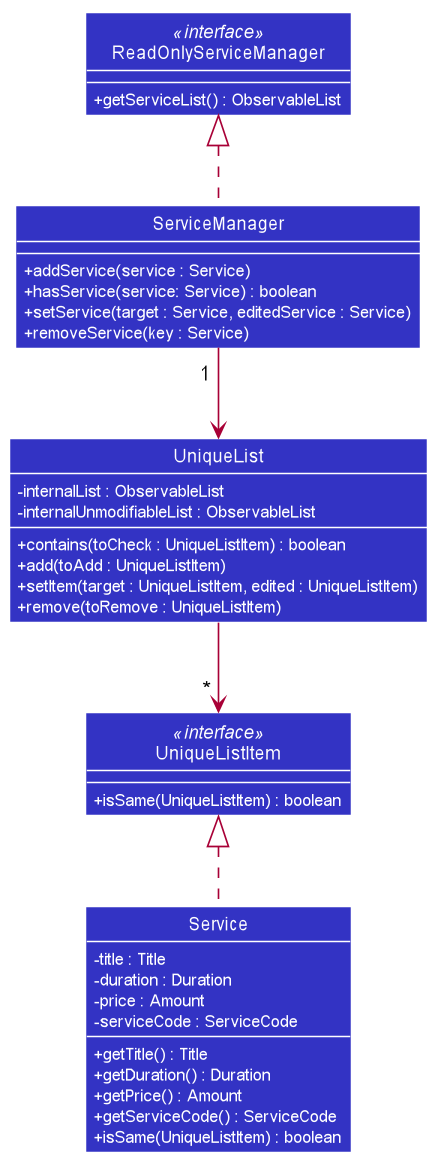 «interface»
ReadOnlyServiceManager
+getServiceList() : ObservableList
ServiceManager
+addService(service : Service)
+hasService(service: Service) : boolean
+setService(target : Service, editedService : Service)
+removeService(key : Service)
1
UniqueList
-internalList : ObservableList
-internalUnmodifiableList : ObservableList
+contains(toCheck : UniqueListItem) : boolean
+add(toAdd : UniqueListItem)
+setItem(target : UniqueListItem, edited : UniqueListItem)
+remove(toRemove : UniqueListItem)
*
«interface»
UniqueListItem
+isSame(UniqueListItem) : boolean
Service
-title : Title
-duration : Duration
-price : Amount
-serviceCode : ServiceCode
+getTitle() : Title
+getDuration() : Duration
+getPrice() : Amount
+getServiceCode() : ServiceCode
+isSame(UniqueListItem) : boolean